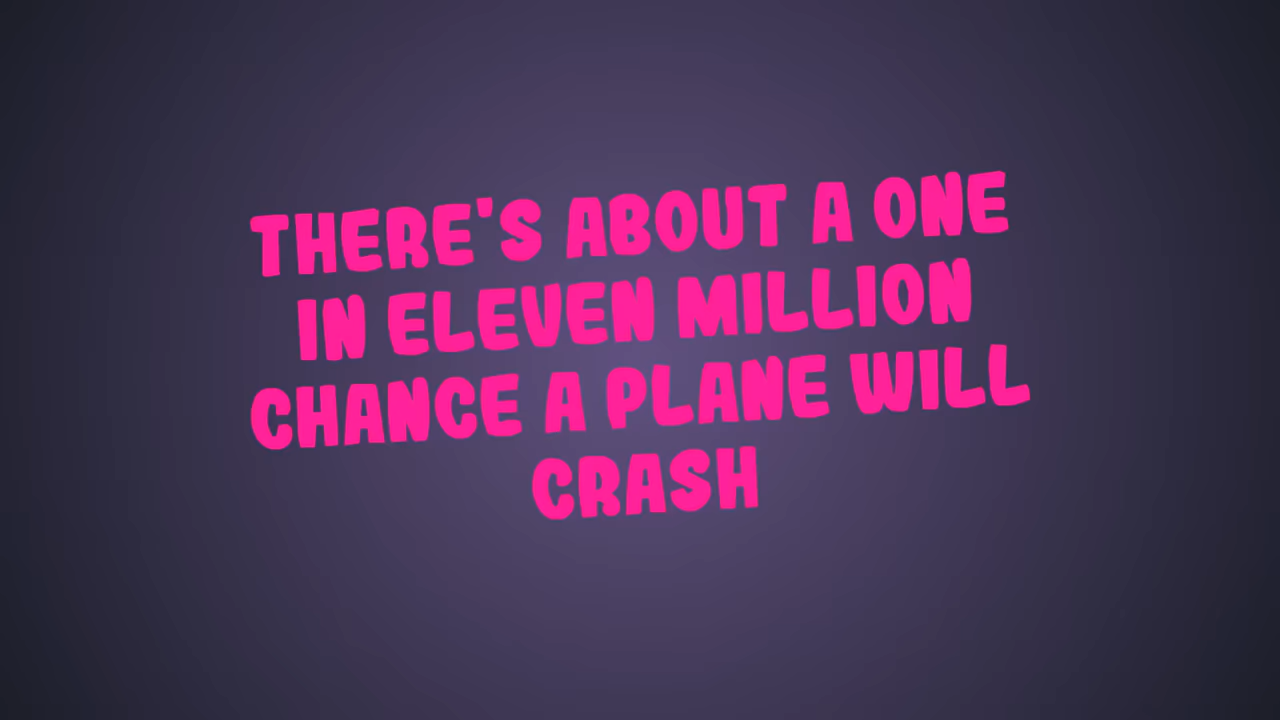 THERE'S ABOUT A ONE
IN ELEVEN MILLION
CHANCE A PLANE WILL
CRASH